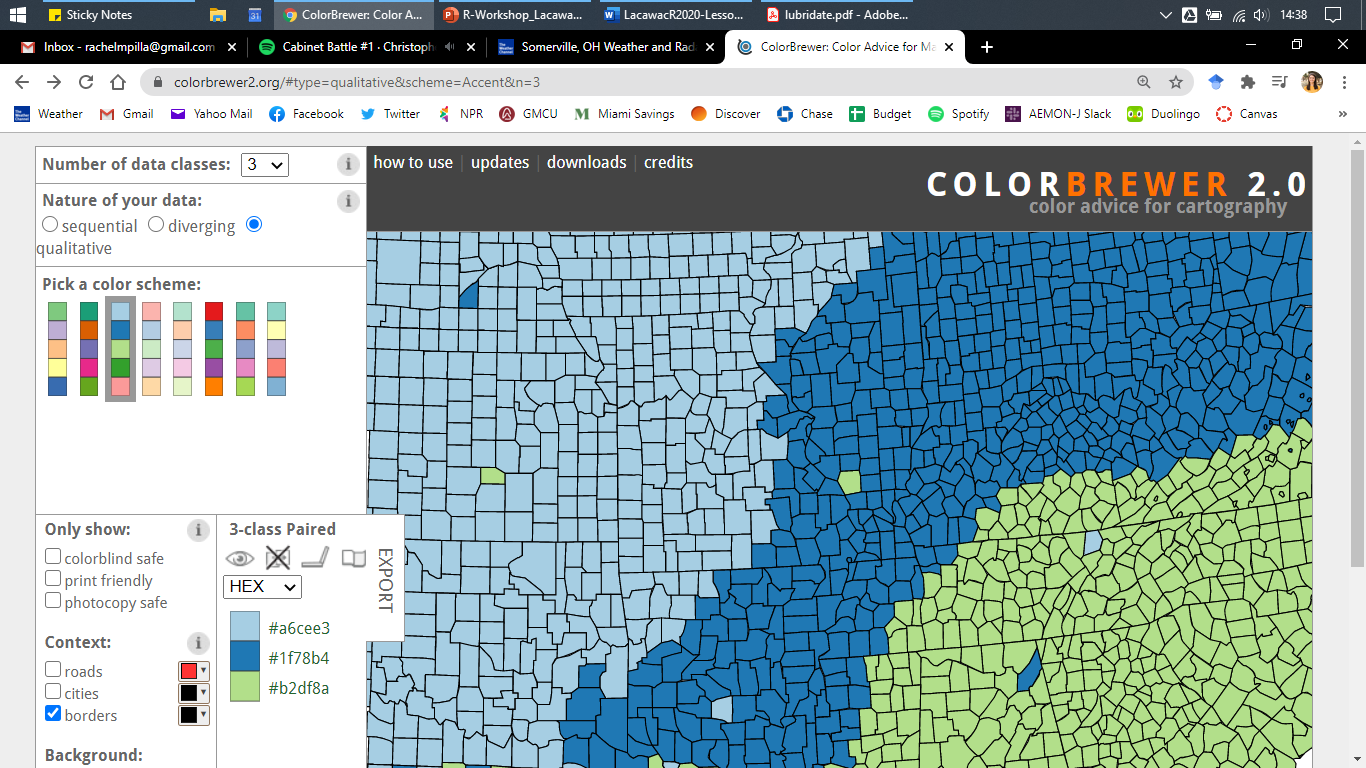 Sticky Notes
ColorBrewer: Color A...
R-Workshop_Lacawa...
LacawacR2020-Lesso...
lubridate.pdf - Adobe...
14:38
Inbox - rachelmpilla@gmail.com
Cabinet Battle #1 · Christoph
Somerville, OH Weather and Rad
ColorBrewer: Color Advice for Ma
colorbrewer2.org/#type=qualitative&scheme=Accent&n=3
Weather
Gmail
Yahoo Mail
Facebook
Twitter
NPR
GMCU
Miami Savings
Discover
Chase
Budget
Spotify
AEMON-J Slack
Duolingo
Canvas
»
Number of data classes: 3
i
how to use | updates | downloads | credits
COLORBREWER 2.0
color advice for cartography
Nature of your data:
i
sequential diverging
qualitative
Pick a color scheme:
Only show:
i
colorblind safe
print friendly
photocopy safe
Context:
i
roads
cities
borders
Background:
3-class Paired
HEX
EXPORT
#a6cee3
#1f78b4
#b2df8a